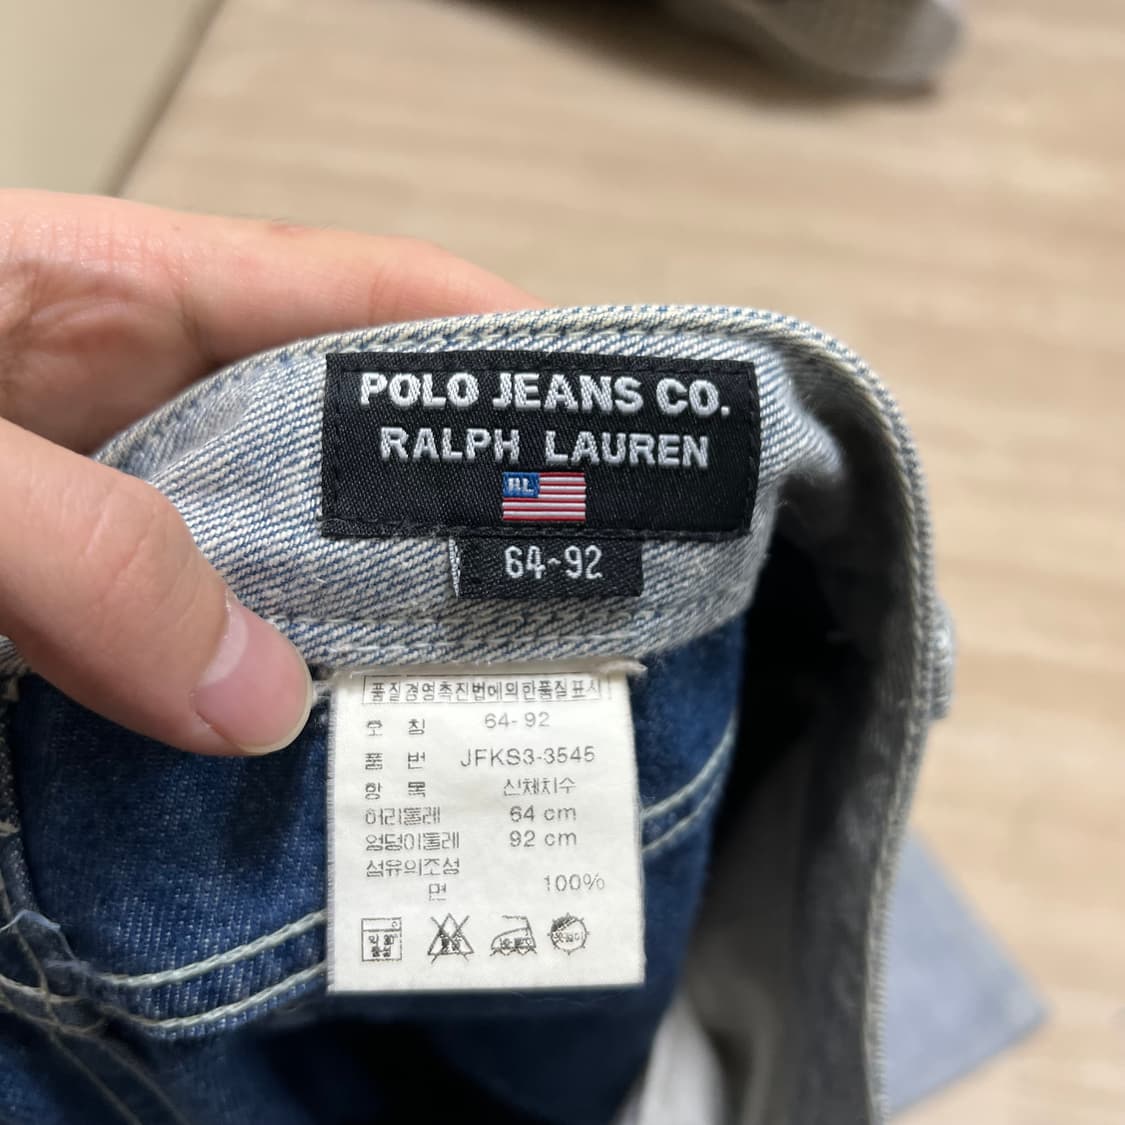 POLO JEANS CO.
RALPH LAUREN
RL
64-92
품질경영촉진법에의한품질표시
호 칭 64-92
품 번 JFKS3-3545
항 목 신체치수
허리둘레 64 cm
엉덩이둘레 92 cm
섬유의조성
면 100%